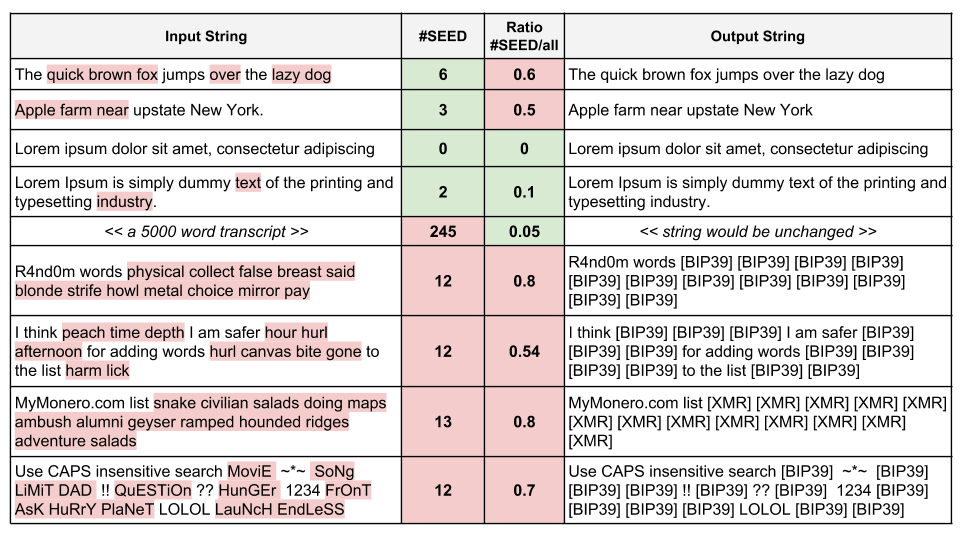 Input String
#SEED
Ratio
#SEED/all
Output String
The quick brown fox jumps over the lazy dog
6
0.6
The quick brown fox jumps over the lazy dog
Apple farm near upstate New York.
3
0.5
Apple farm near upstate New York
Lorem ipsum dolor sit amet, consectetur adipiscing
0
0
Lorem ipsum dolor sit amet, consectetur adipiscing
Lorem Ipsum is simply dummy text of the printing and
typesetting industry.
2
0.1
Lorem Ipsum is simply dummy text of the printing and
typesetting industry.
<< a 5000 word transcript >>
245
0.05
<< string would be unchanged >>
R4nd0m words physical collect false breast said
blonde strife howl metal choice mirror pay
12
0.8
R4nd0m words [BIP39] [BIP39] [BIP39] [BIP39]
[BIP39] [BIP39] [BIP39] [BIP39] [BIP39] [BIP39]
[BIP39] [BIP39]
I think peach time depth I am safer hour hurl
afternoon for adding words hurl canvas bite gone to
the list harm lick
12
0.54
I think [BIP39] [BIP39] [BIP39] I am safer [BIP39]
[BIP39] [BIP39] for adding words [BIP39] [BIP39]
[BIP39] [BIP39] to the list [BIP39] [BIP39]
MyMonero.com list snake civilian salads doing maps
ambush alumni geyser ramped hounded ridges
adventure salads
13
0.8
MyMonero.com list [XMR] [XMR] [XMR] [XMR] [XMR]
[XMR] [XMR] [XMR] [XMR] [XMR] [XMR] [XMR]
[XMR]
Use CAPS insensitive search MoviE ~*~ SoNg
LiMiT DAD !! QuESTiOn ?? HunGEr 1234 FrOnT
AsK HuRrY PlaNeT LOLOL LauNcH EndLeSS
12
0.7
Use CAPS insensitive search [BIP39] ~*~ [BIP39]
[BIP39] [BIP39] !! [BIP39] ?? [BIP39] 1234 [BIP39]
[BIP39] [BIP39] [BIP39] LOLOL [BIP39] [BIP39]